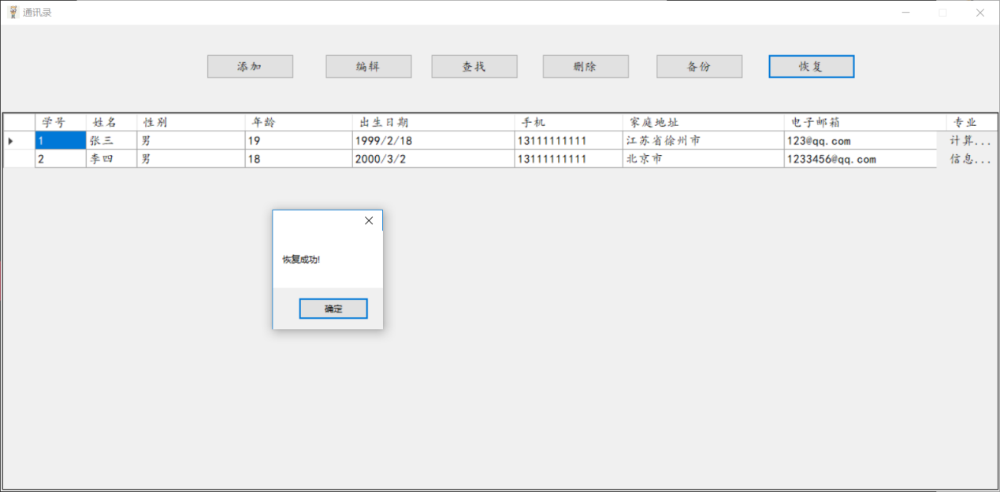 通讯录
添加 编辑 查找 删除 备份 恢复
学号 姓名 性别 年龄 出生日期 手机 家庭地址 电子邮箱 专业
1 张三 男 19 1999/2/18 13111111111 江苏省徐州市 123@qq.com 计算...
2 李四 男 18 2000/3/2 13111111111 北京市 1233456@qq.com 信息...
恢复成功!
确定